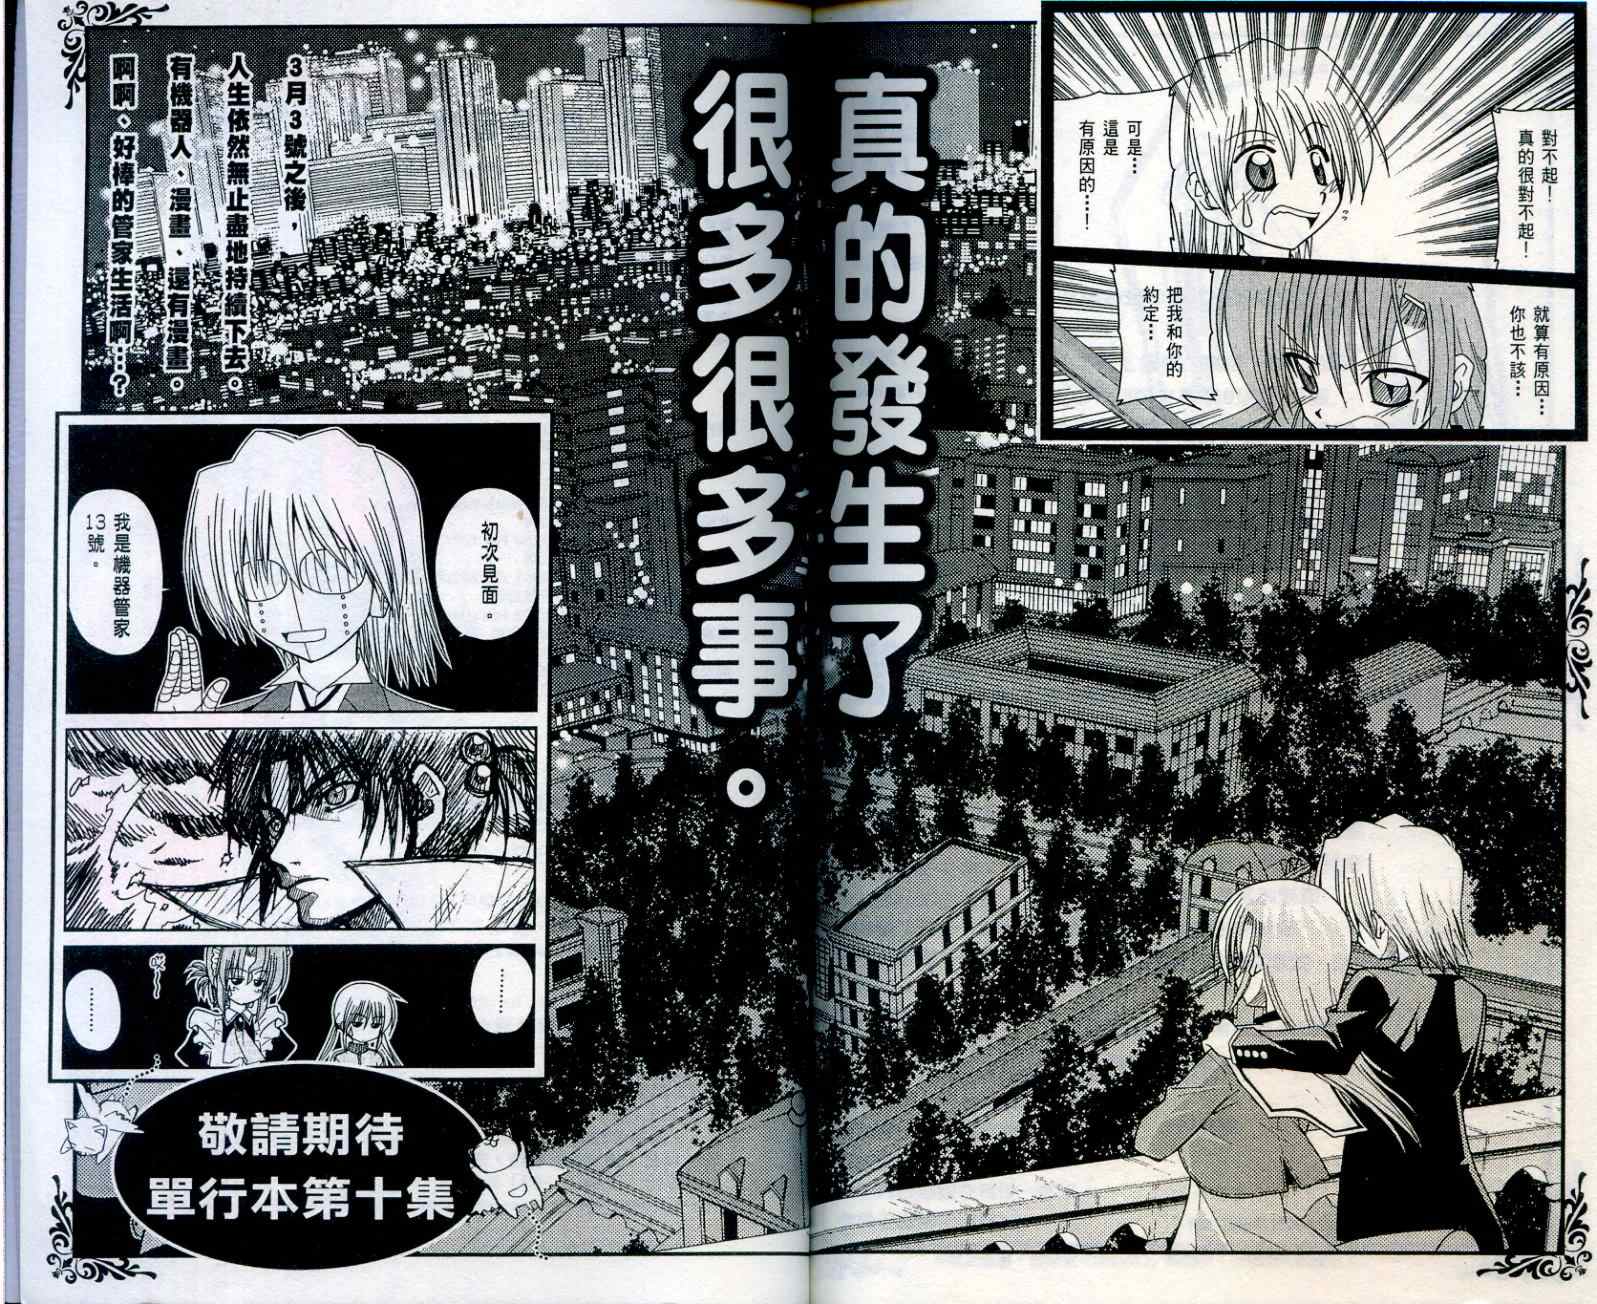 對不起！
真的很對不起！
可是…
這是
有原因的…！
就算有原因…
你也不該…
把我和你的
約定…
真的發生了
很多很多事。
3月3號之後，
人生依然無止盡地持續下去。
有機器人、漫畫、還有漫畫。
啊啊、好棒的管家生活啊…？
初次見面。
我是機器管家
13號。
………
………
敬請期待
單行本第十集